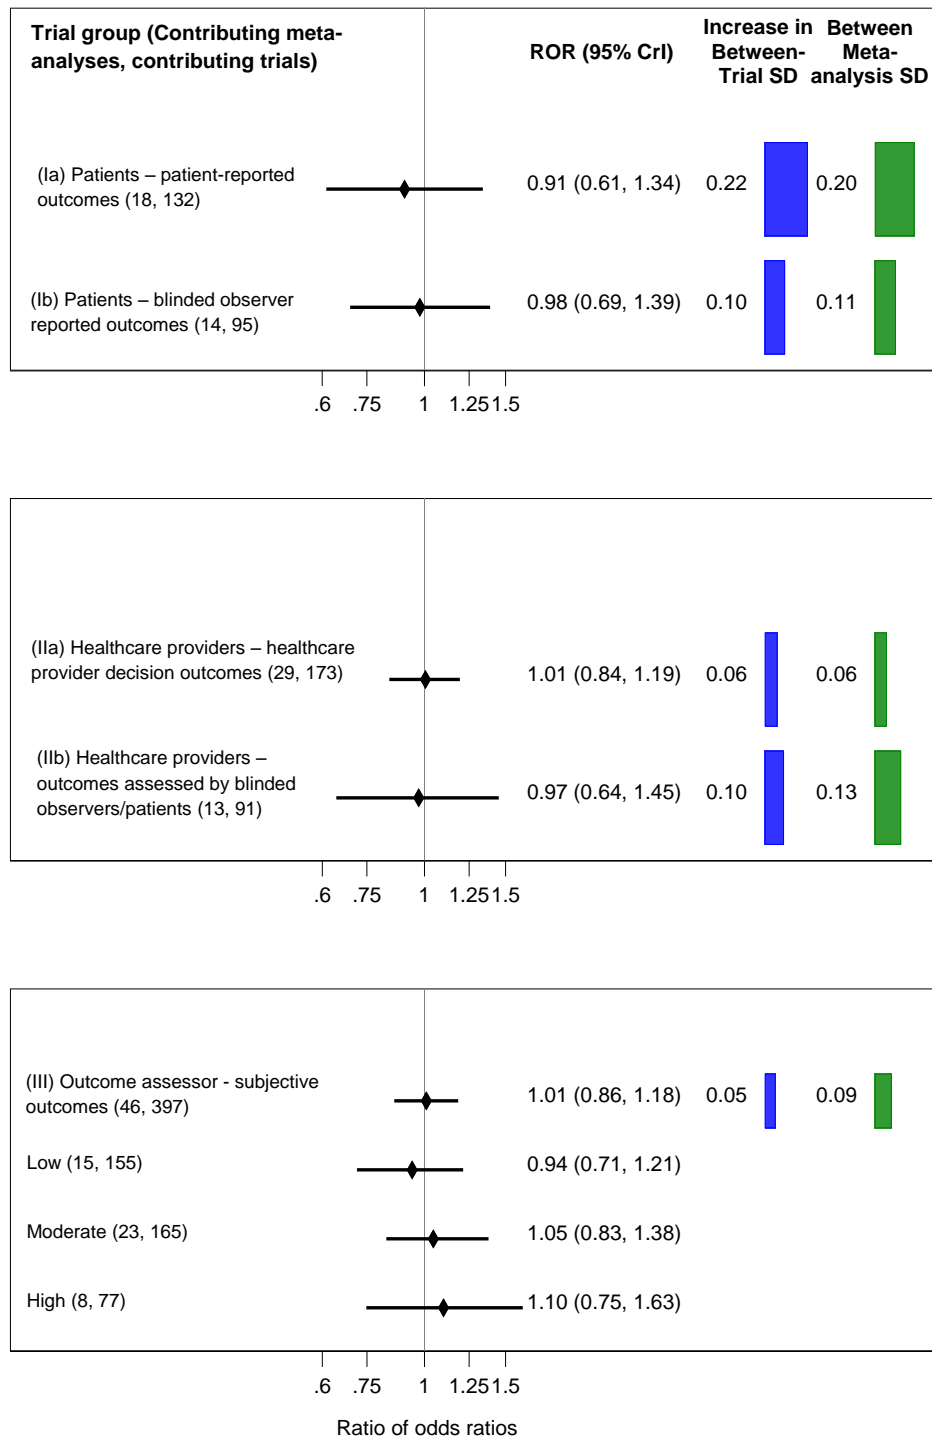 Trial group (Contributing meta-
analyses, contributing trials)
ROR (95% CrI)
Increase in
Between-
Trial SD
Between
Meta-
analysis SD
(Ia) Patients – patient-reported
outcomes (18, 132)
0.91 (0.61, 1.34)
0.22
0.20
(Ib) Patients – blinded observer
reported outcomes (14, 95)
0.98 (0.69, 1.39)
0.10
0.11
.6 .75 1 1.25 1.5
(IIa) Healthcare providers – healthcare
provider decision outcomes (29, 173)
1.01 (0.84, 1.19)
0.06
0.06
(IIb) Healthcare providers –
outcomes assessed by blinded
observers/patients (13, 91)
0.97 (0.64, 1.45)
0.10
0.13
.6 .75 1 1.25 1.5
(III) Outcome assessor - subjective
outcomes (46, 397)
1.01 (0.86, 1.18)
0.05
0.09
Low (15, 155)
0.94 (0.71, 1.21)
Moderate (23, 165)
1.05 (0.83, 1.38)
High (8, 77)
1.10 (0.75, 1.63)
.6 .75 1 1.25 1.5
Ratio of odds ratios